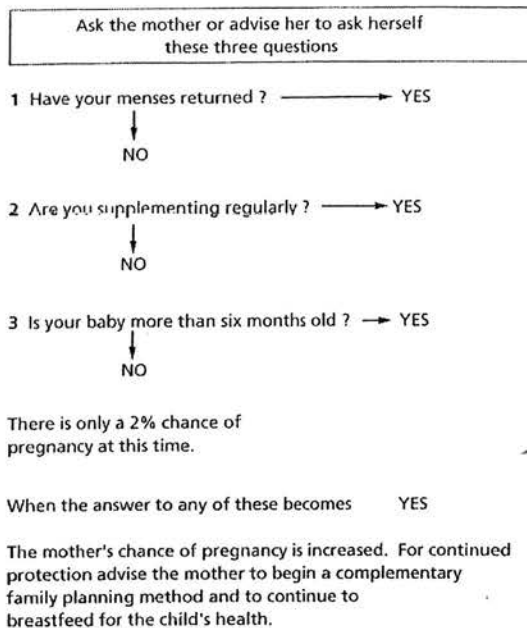 Ask the mother or advise her to ask herself
these three questions
1 Have your menses returned ? YES
NO
2 Are you supplementing regularly ? YES
NO
3 Is your baby more than six months old ? YES
NO
There is only a 2% chance of
pregnancy at this time.
When the answer to any of these becomes YES
The mother's chance of pregnancy is increased. For continued
protection advise the mother to begin a complementary
family planning method and to continue to
breastfeed for the child's health.